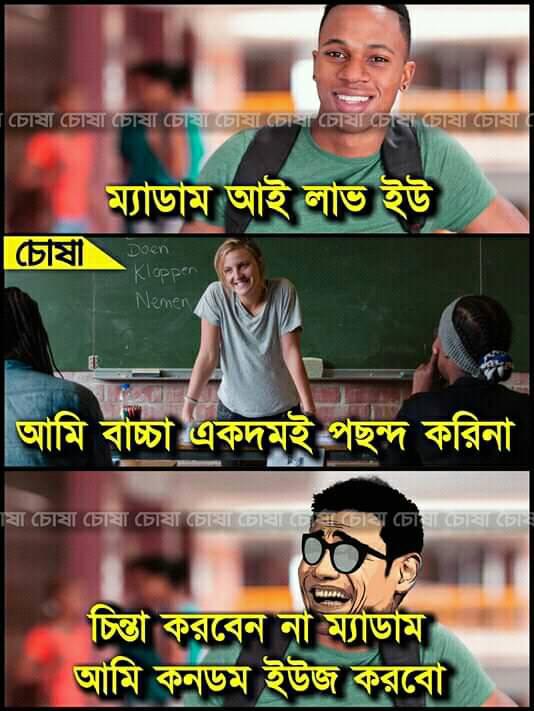 চোষা চোষা চোষা চোষা চোষা চোষা চোষা চোষা চোষা
ম্যাডাম আই লাভ ইউ
চোষা
Doen
Kloppen
Nemen
আমি বাচ্চা একদমই পছন্দ করিনা
চোষা চোষা চোষা চোষা চোষা চোষা চোষা চোষা চোষা
চিন্তা করবেন না ম্যাডাম
আমি কনডম ইউজ করবো